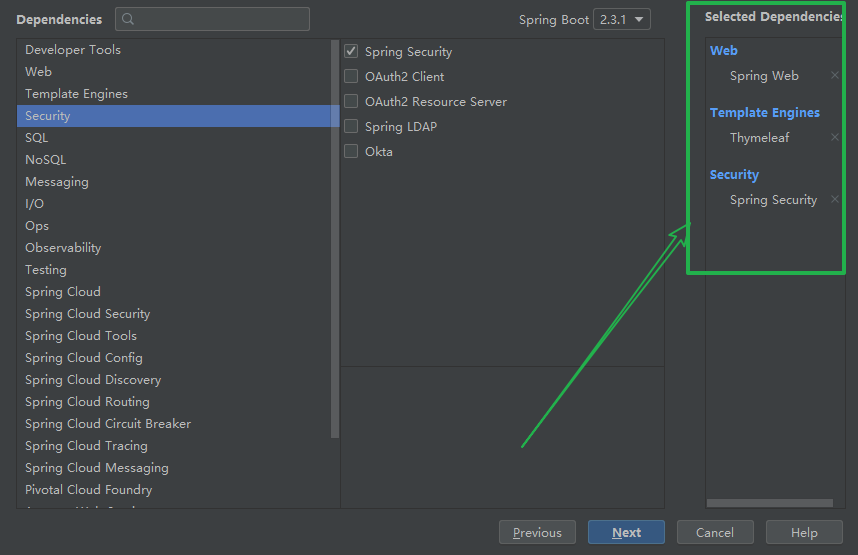 Dependencies
Spring Boot 2.3.1
Selected Dependencies
Developer Tools
Web
Template Engines
Security
SQL
NoSQL
Messaging
I/O
Ops
Observability
Testing
Spring Cloud
Spring Cloud Security
Spring Cloud Tools
Spring Cloud Config
Spring Cloud Discovery
Spring Cloud Routing
Spring Cloud Circuit Breaker
Spring Cloud Tracing
Spring Cloud Messaging
Pivotal Cloud Foundry
Spring Security
OAuth2 Client
OAuth2 Resource Server
Spring LDAP
Okta
Web
Spring Web
Template Engines
Thymeleaf
Security
Spring Security
Previous
Next
Cancel
Help